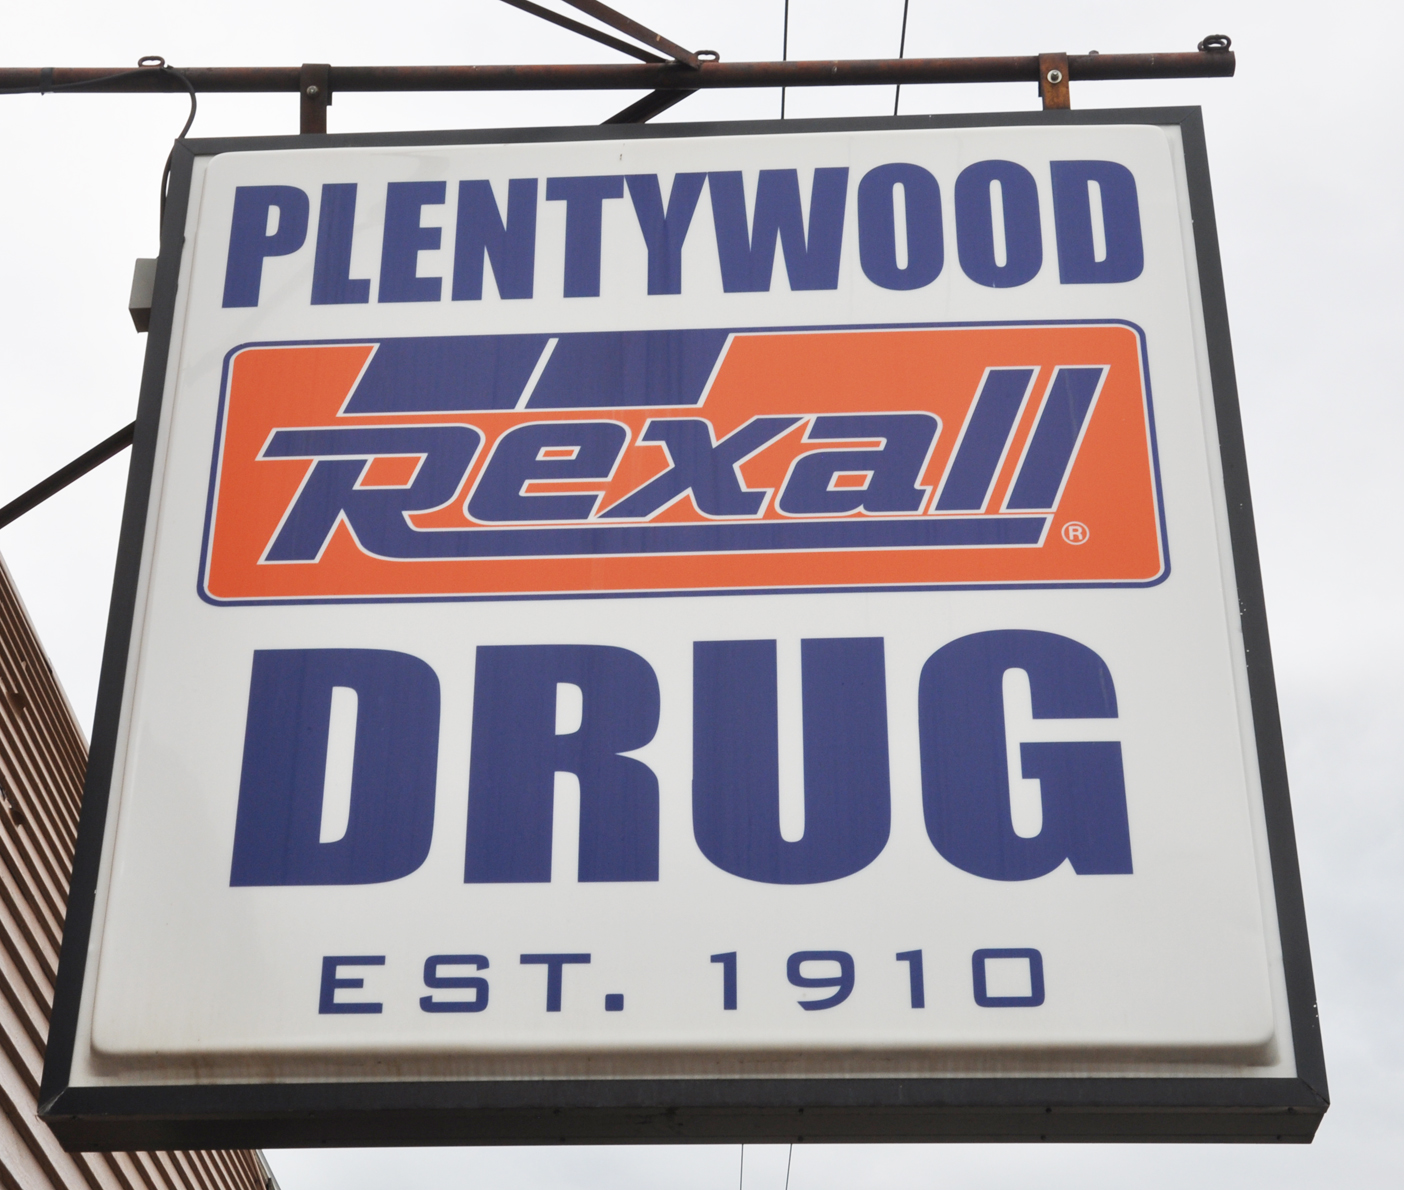 PLENTYWOOD
Rexall ®
DRUG
EST. 1910